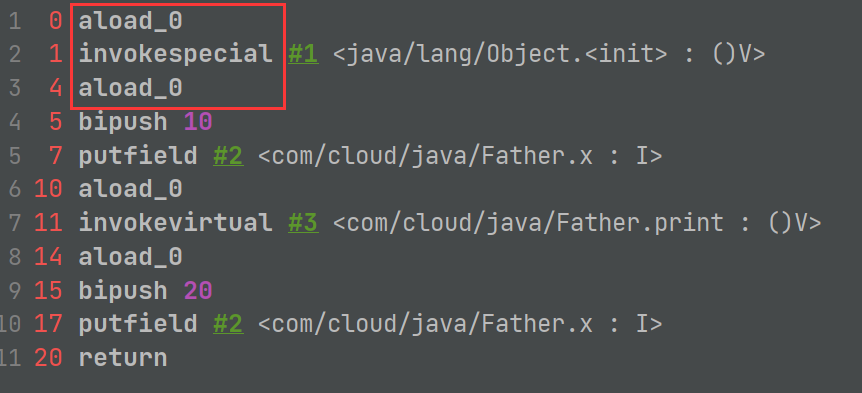 1 0 aload_0
2 1 invokespecial #1 <java/lang/Object.<init> : ()V>
3 4 aload_0
4 5 bipush 10
5 7 putfield #2 <com/cloud/java/Father.x : I>
6 10 aload_0
7 11 invokevirtual #3 <com/cloud/java/Father.print : ()V>
8 14 aload_0
9 15 bipush 20
10 17 putfield #2 <com/cloud/java/Father.x : I>
11 20 return